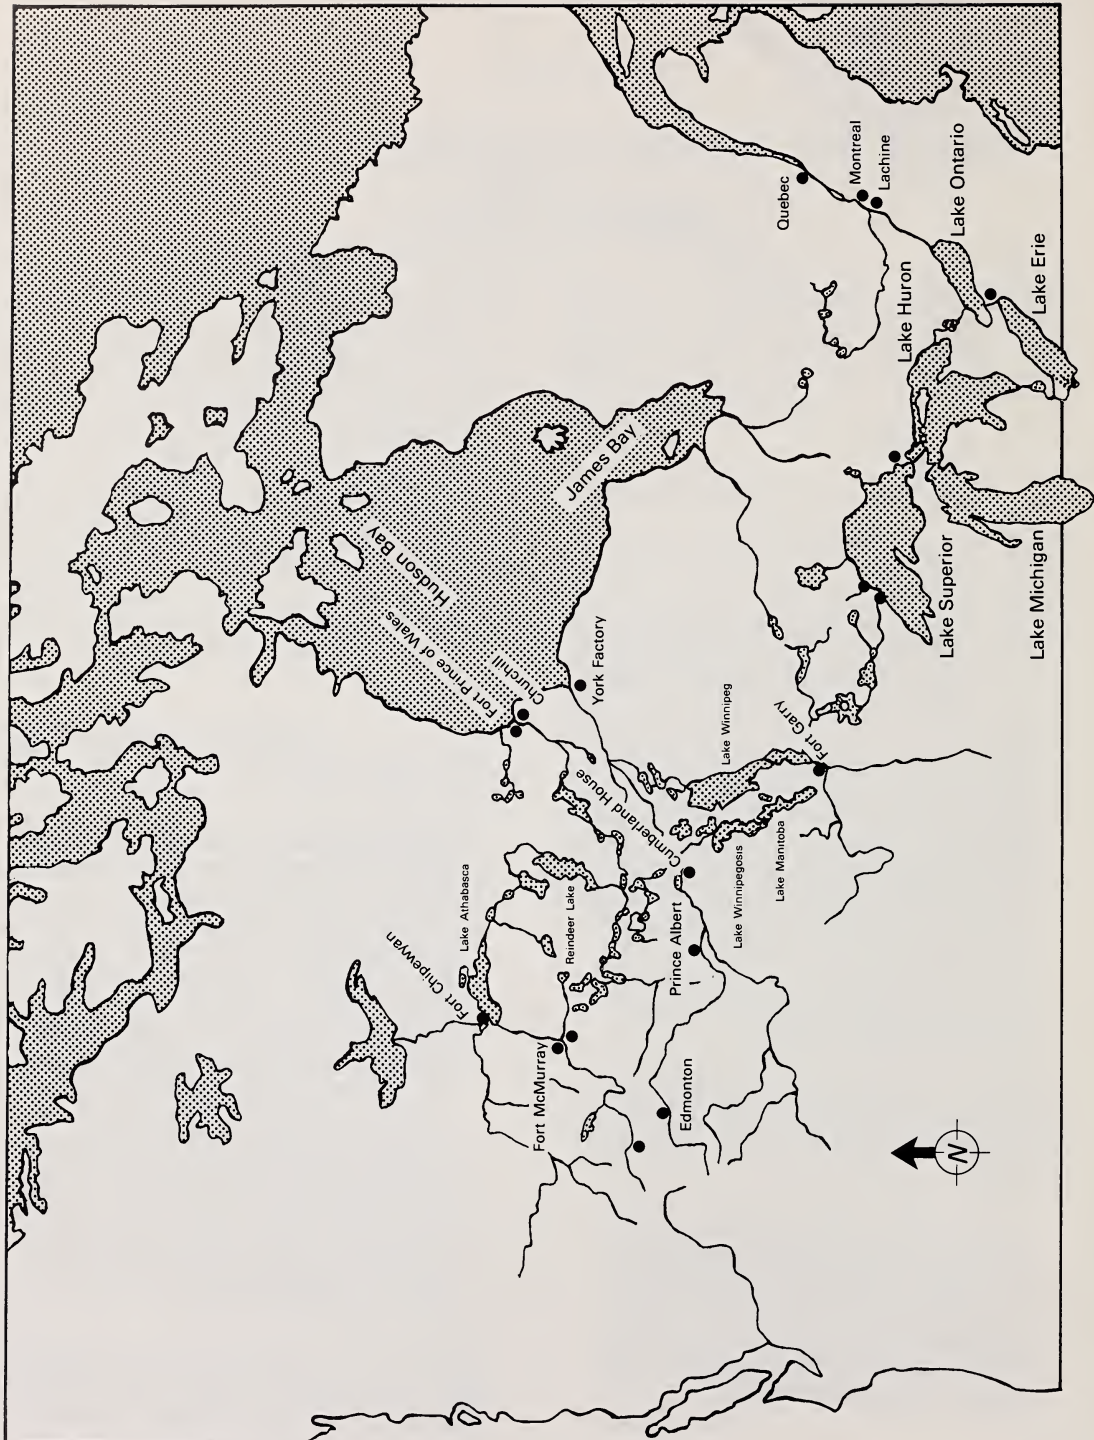 Hudson Bay
Fort Prince of Wales
Fort Chipewyan
Lake Athabasca
Churchill
Fort McMurray
Reindeer Lake
James Bay
York Factory
Cumberland House
Prince Albert
Edmonton
Lake Winnipegosis
Lake Winnipeg
Lake Manitoba
Quebec
Fort Garry
Montreal
Lachine
Lake Huron
Lake Superior
Lake Ontario
N
Lake Michigan
Lake Erie